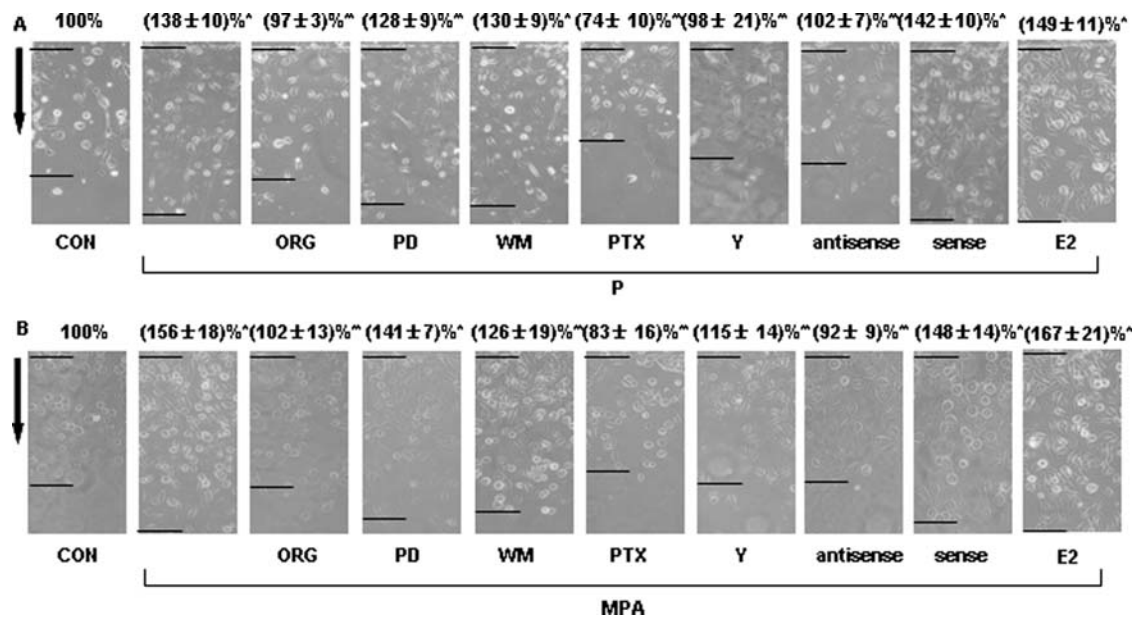 A 100% (138±10)%^ (97±3)%^^ (128±9)%^^ (130±9)%^ (74± 10)%^^ (98± 21)%^^ (102±7)%^^ (142±10)%^ (149±11)%^
CON ORG PD WM PTX Y antisense sense E2
P
B 100% (156±18)%^ (102±13)%^^ (141±7)%^ (126±19)%^^ (83± 16)%^^ (115± 14)%^^ (92± 9)%^^ (148±14)%^ (167±21)%^
CON ORG PD WM PTX Y antisense sense E2
MPA